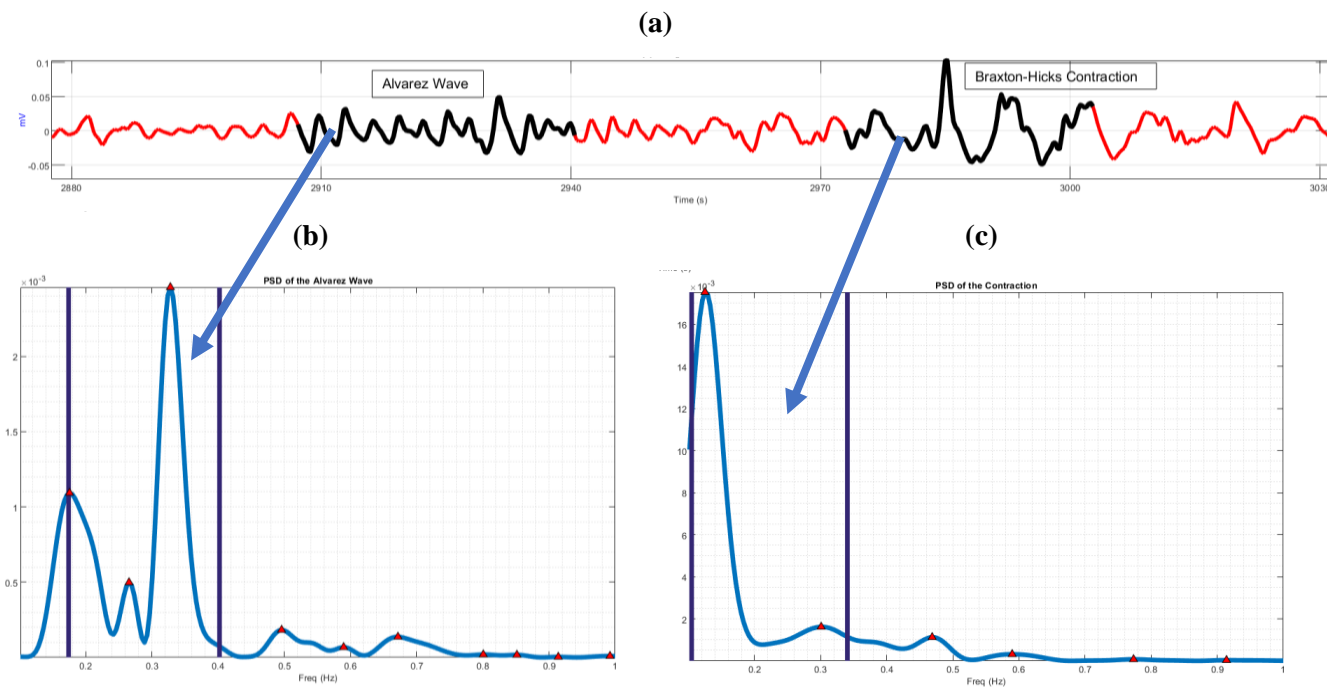 (a)
0.1
0.05
0
-0.05
mV
Alvarez Wave
Braxton-Hicks Contraction
2880 2910 2940 2970 3000 3030
Time (s)
(b)
(c)
×10⁻³
PSD of the Alvarez Wave
2
1.5
1
0.5
0.2 0.3 0.4 0.5 0.6 0.7 0.8 0.9 1
Freq (Hz)
×10⁻³
PSD of the Contraction
16
14
12
10
8
6
4
2
0.2 0.3 0.4 0.5 0.6 0.7 0.8 0.9 1
Freq (Hz)